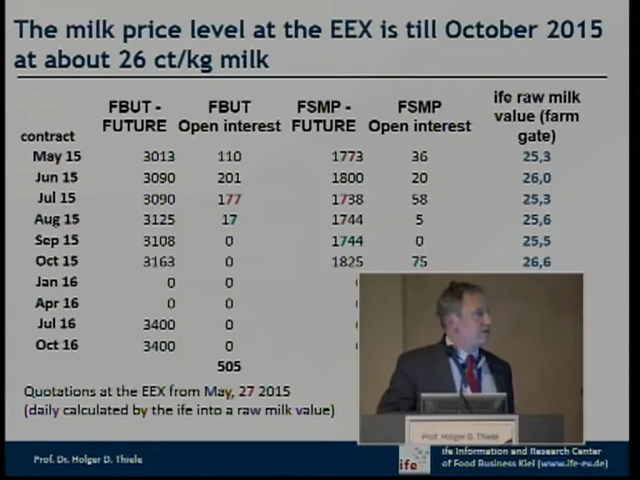 The milk price level at the EEX is till October 2015
at about 26 ct/kg milk
contract FBUT - FUTURE FBUT Open interest FSMP - FUTURE FSMP Open interest ife raw milk value (farm gate)
May 15 3013 110 1773 36 25,3
Jun 15 3090 201 1800 20 26,0
Jul 15 3090 177 1738 58 25,3
Aug 15 3125 17 1744 5 25,6
Sep 15 3108 0 1744 0 25,5
Oct 15 3163 0 1825 75 26,6
Jan 16 0 0
Apr 16 0 0
Jul 16 3400 0
Oct 16 3400 0
505
Quotations at the EEX from May, 27 2015
(daily calculated by the ife into a raw milk value)
Prof. Holger D. Thiele
Prof. Dr. Holger D. Thiele
ife
ife Information and Research Center
of Food Business Kiel (www.ife-ev.de)